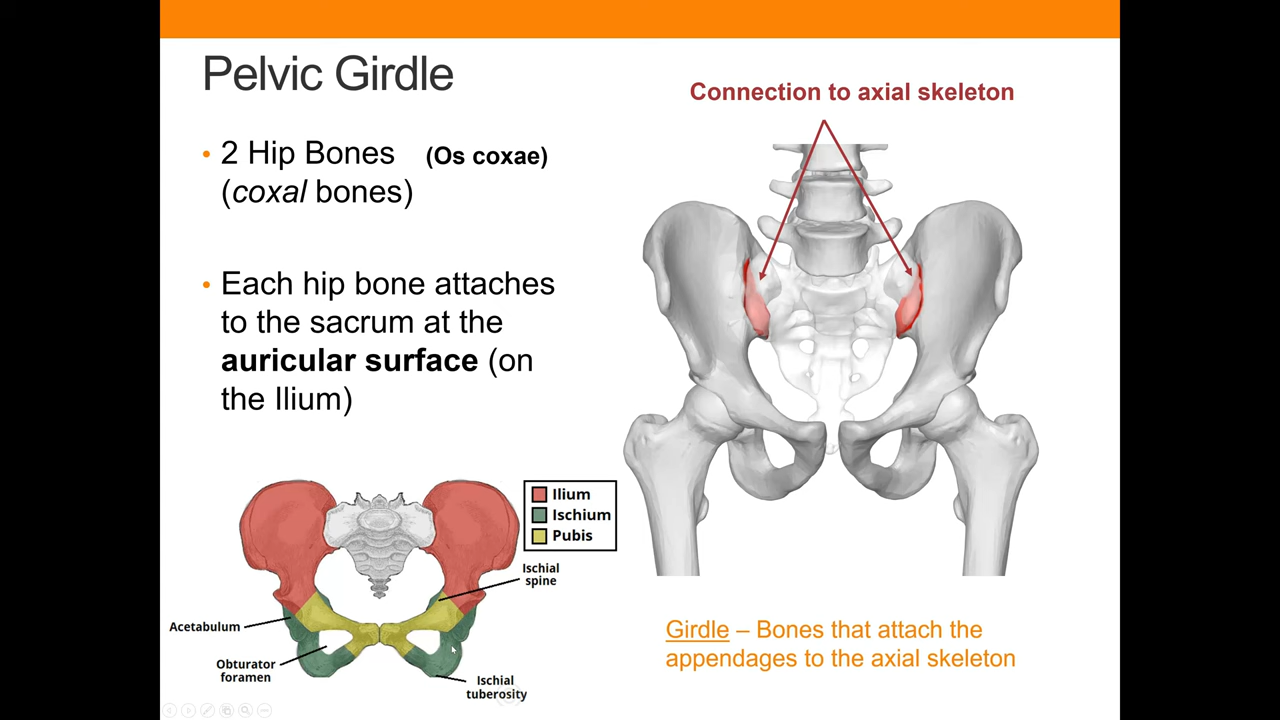 Pelvic Girdle
• 2 Hip Bones (Os coxae)
(coxal bones)
• Each hip bone attaches
to the sacrum at the
auricular surface (on
the Ilium)
Connection to axial skeleton
Ilium
Ischium
Pubis
Ischial
spine
Acetabulum
Obturator
foramen
Ischial
tuberosity
Girdle – Bones that attach the
appendages to the axial skeleton